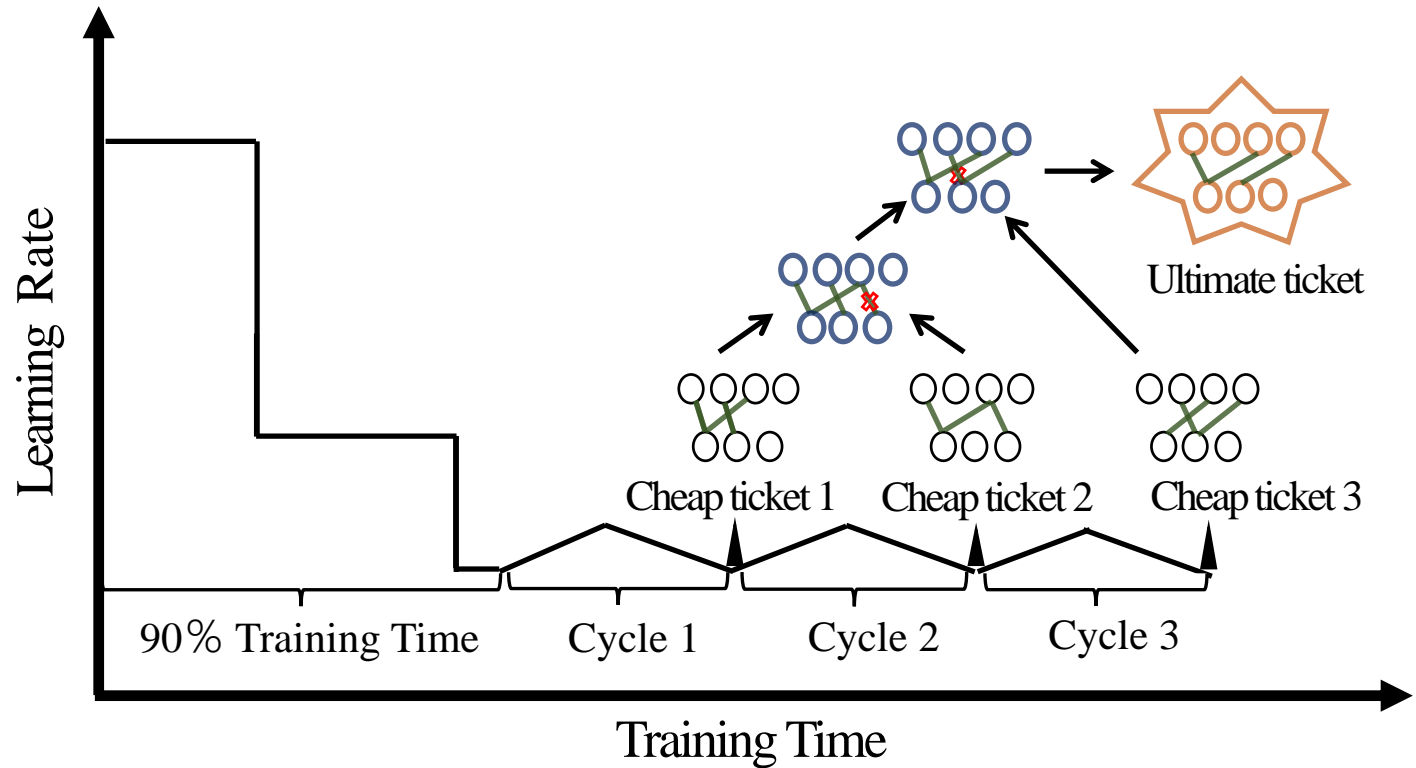 Learning Rate
Ultimate ticket
Cheap ticket 1
Cheap ticket 2
Cheap ticket 3
90% Training Time
Cycle 1
Cycle 2
Cycle 3
Training Time